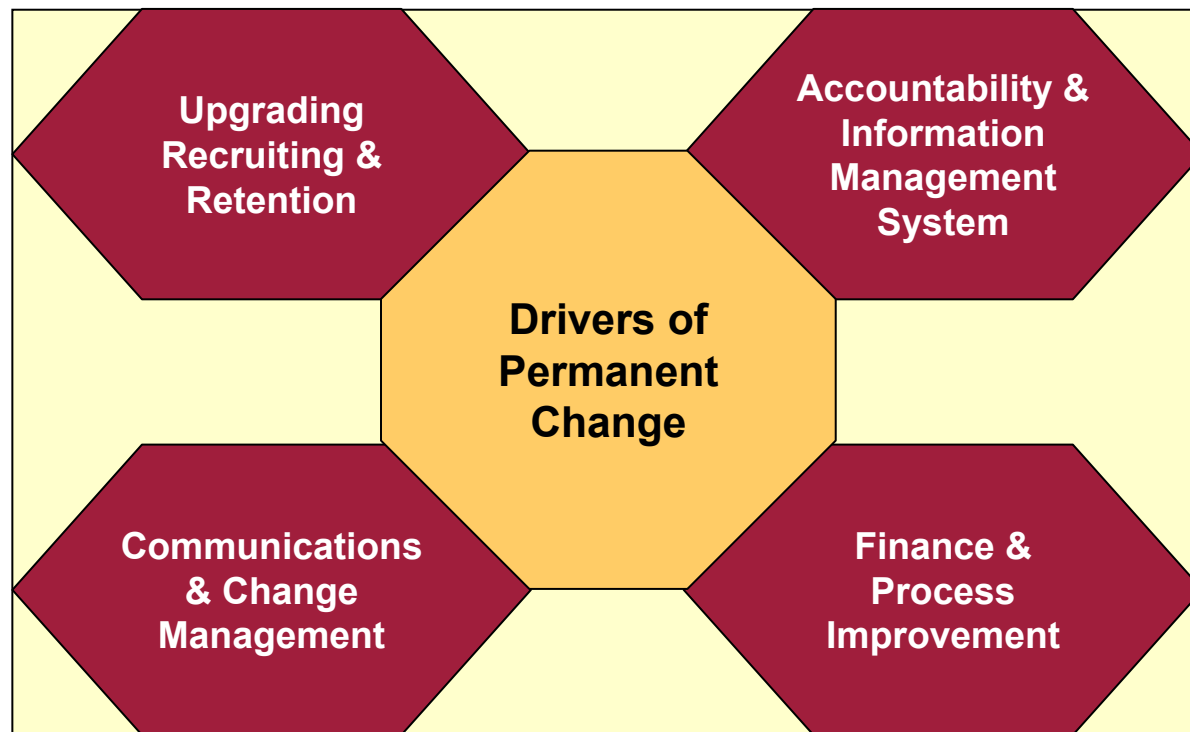 Upgrading
Recruiting &
Retention
Accountability &
Information
Management
System
Drivers of
Permanent
Change
Communications
& Change
Management
Finance &
Process
Improvement